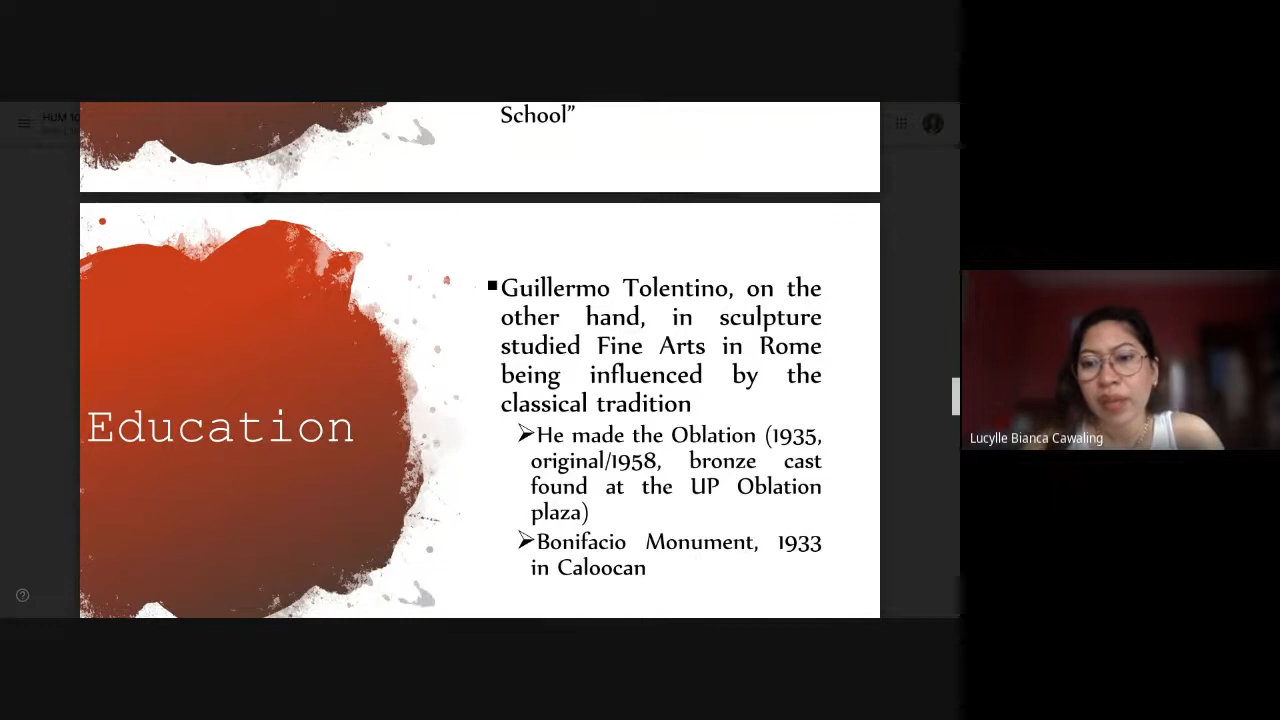 School”
HUM 10
Education
Guillermo Tolentino, on the
other hand, in sculpture
studied Fine Arts in Rome
being influenced by the
classical tradition
He made the Oblation (1935,
original/1958, bronze cast
found at the UP Oblation
plaza)
Bonifacio Monument, 1933
in Caloocan
Lucylle Bianca Cawaling